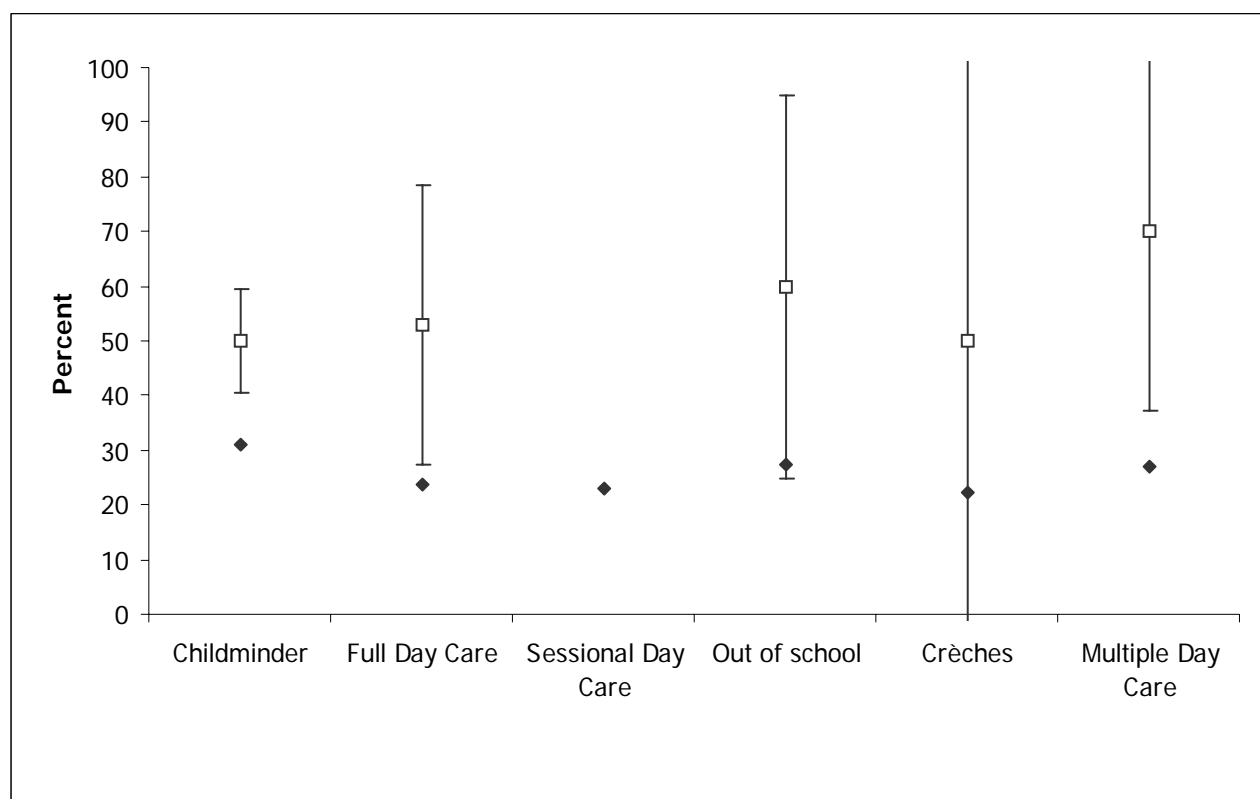 100
90
80
70
60
50
40
30
20
10
0
Percent
Childminder
Full Day Care
Sessional Day
Care
Out of school
Crèches
Multiple Day
Care